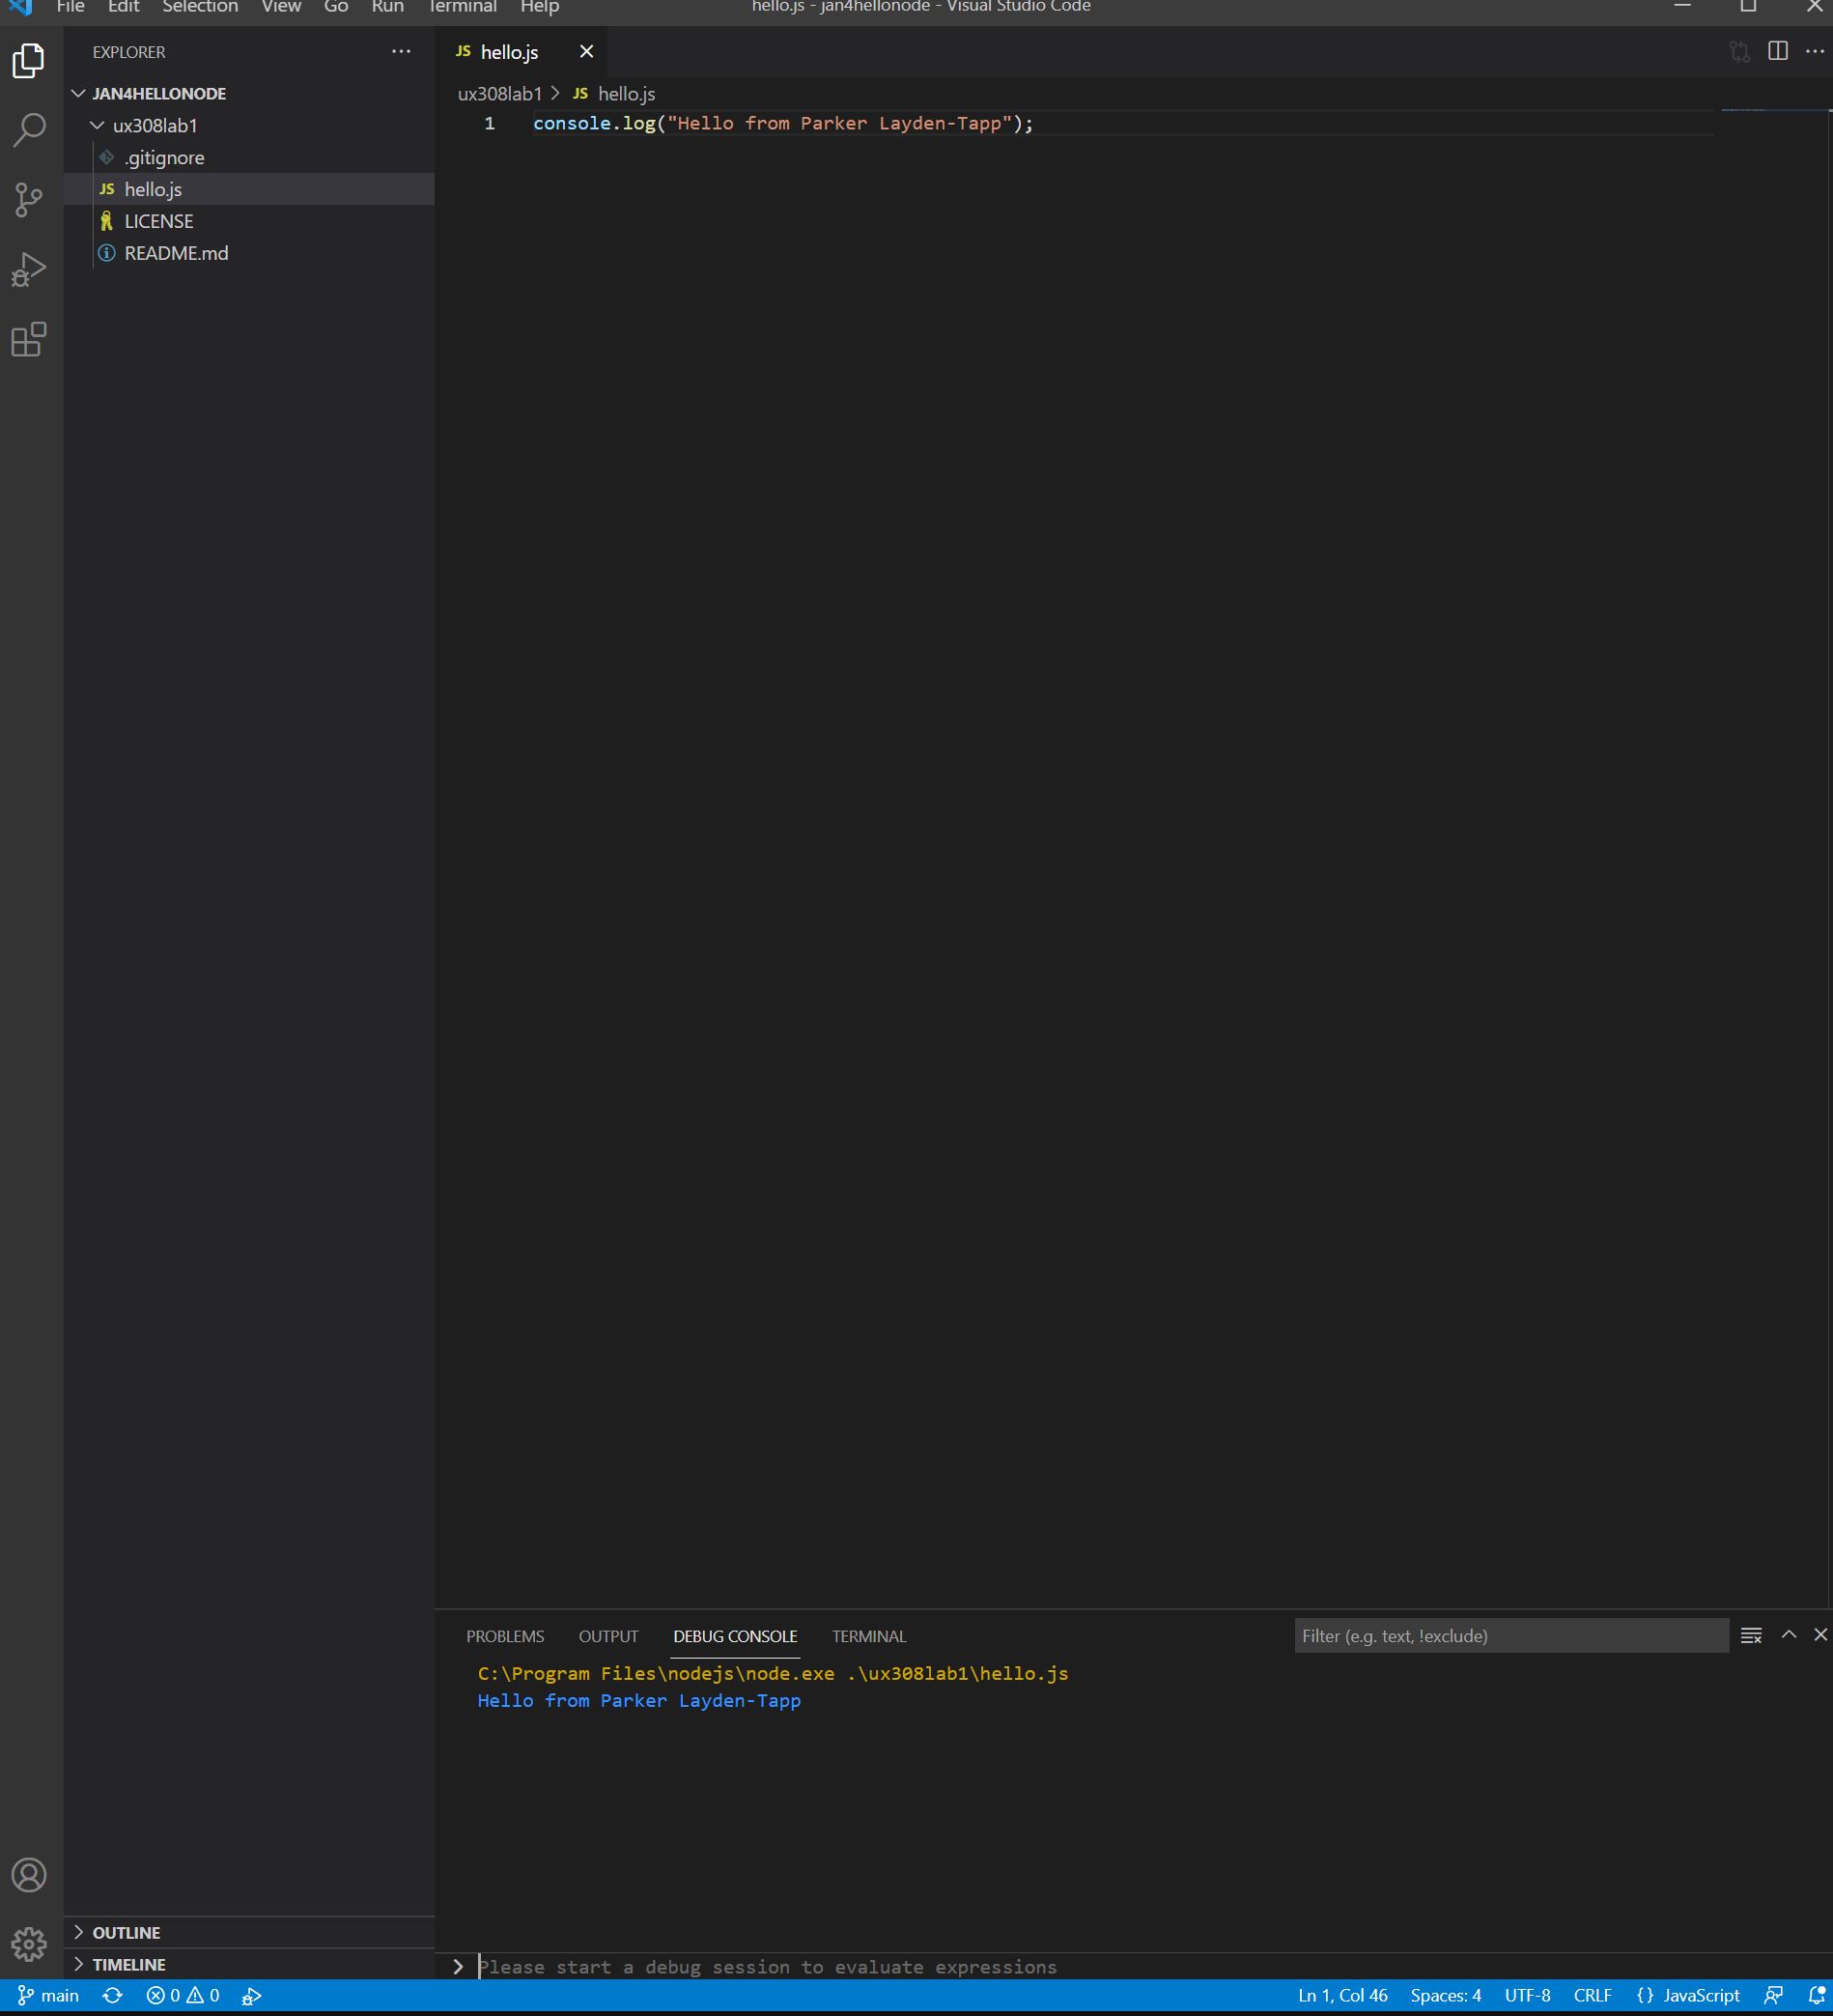 File Edit Selection View Go Run Terminal Help hello.js - jan4hellonode - Visual Studio Code
EXPLORER
JAN4HELLONODE
ux308lab1
.gitignore
JS hello.js
LICENSE
README.md
JS hello.js
ux308lab1 > JS hello.js
1 console.log("Hello from Parker Layden-Tapp");
PROBLEMS OUTPUT DEBUG CONSOLE TERMINAL Filter (e.g. text, !exclude)
C:\Program Files\nodejs\node.exe .\ux308lab1\hello.js
Hello from Parker Layden-Tapp
OUTLINE
TIMELINE
Please start a debug session to evaluate expressions
main 0 0 Ln 1, Col 46 Spaces: 4 UTF-8 CRLF {} JavaScript